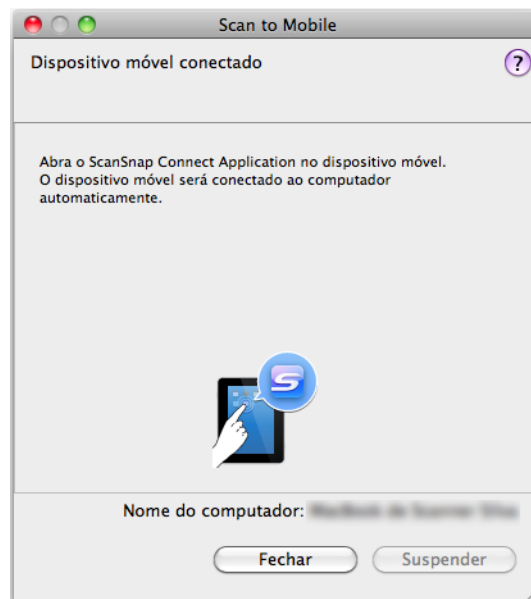 Scan to Mobile
Dispositivo móvel conectado
?
Abra o ScanSnap Connect Application no dispositivo móvel.
O dispositivo móvel será conectado ao computador
automaticamente.
S
Nome do computador:
Fechar
Suspender